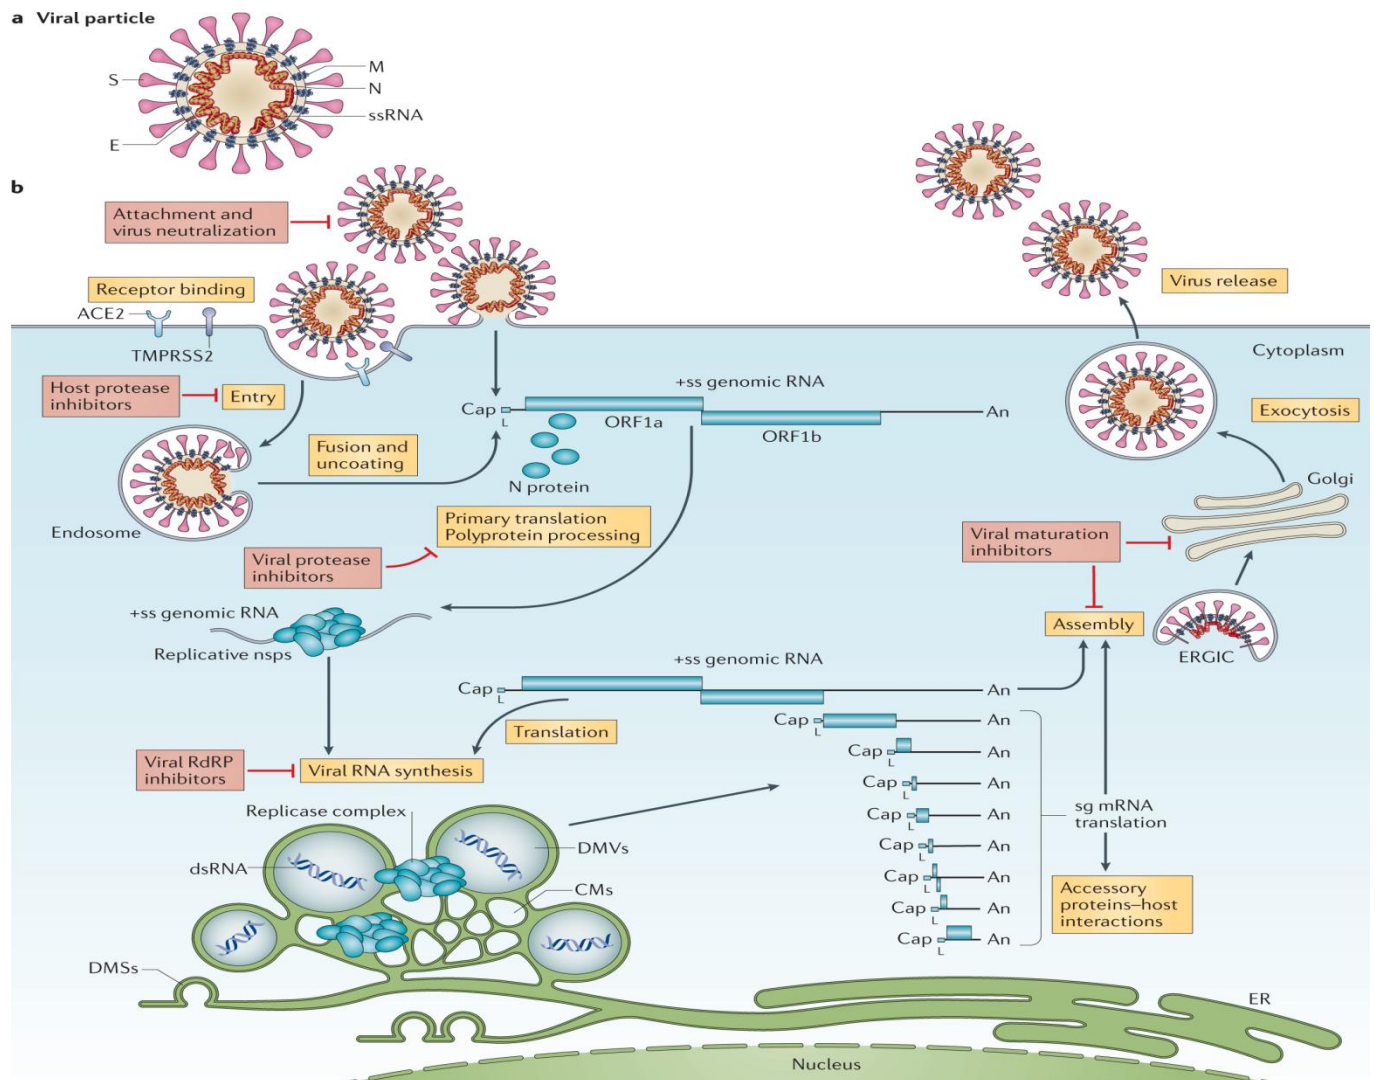 a Viral particle
S
M
N
ssRNA
E
b
Attachment and
virus neutralization
Receptor binding
ACE2
TMPRSS2
Host protease
inhibitors
Entry
Fusion and
uncoating
Endosome
+ss genomic RNA
Cap
L
ORF1a
ORF1b
An
N protein
Primary translation
Polyprotein processing
Viral protease
inhibitors
+ss genomic RNA
Replicative nsps
Virus release
Cytoplasm
Exocytosis
Golgi
Viral maturation
inhibitors
Assembly
ERGIC
+ss genomic RNA
Cap
L
An
Translation
Viral RdRP
inhibitors
Viral RNA synthesis
Cap
L
An
Cap
L
An
Cap
L
An
Cap
L
An
Cap
L
An
Cap
L
An
Cap
L
An
Cap
L
An
sg mRNA
translation
Accessory
proteins–host
interactions
Replicase complex
dsRNA
DMVs
CMs
DMSs
ER
Nucleus